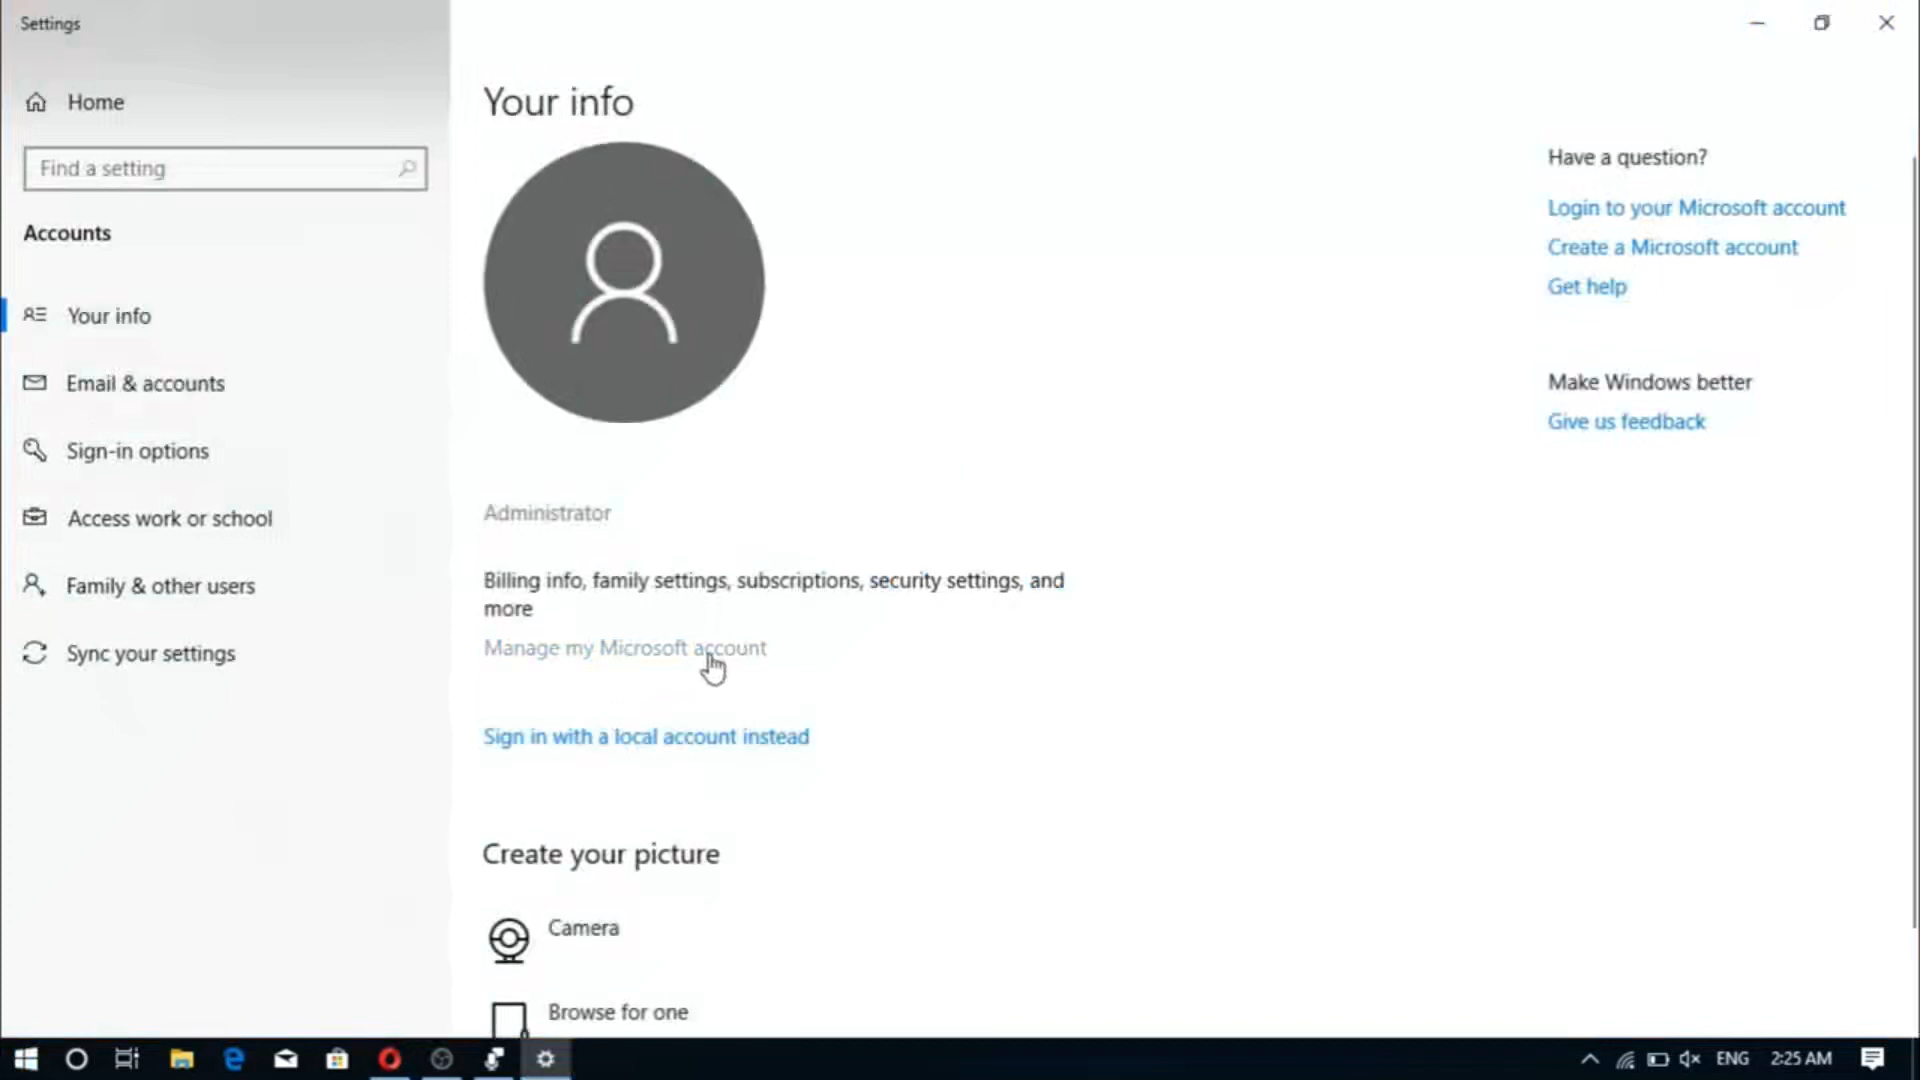 Settings
Home
Find a setting
Accounts
Your info
Email & accounts
Sign-in options
Access work or school
Family & other users
Sync your settings
Your info
Administrator
Billing info, family settings, subscriptions, security settings, and
more
Manage my Microsoft account
Sign in with a local account instead
Create your picture
Camera
Browse for one
Have a question?
Login to your Microsoft account
Create a Microsoft account
Get help
Make Windows better
Give us feedback
ENG 2:25 AM